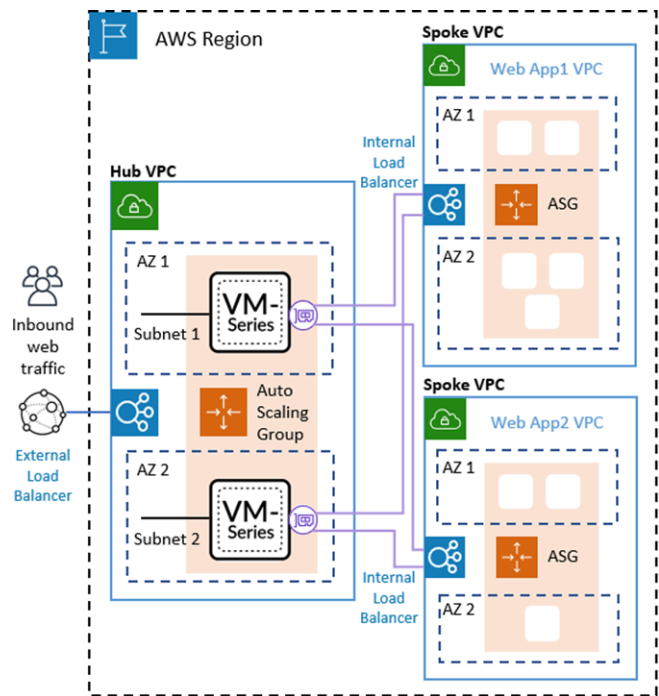 AWS Region
Hub VPC
AZ 1
VM-
Series
Subnet 1
Auto
Scaling
Group
AZ 2
VM-
Series
Subnet 2
Inbound
web
traffic
External
Load
Balancer
Internal
Load
Balancer
Spoke VPC
Web App1 VPC
AZ 1
ASG
AZ 2
Spoke VPC
Web App2 VPC
AZ 1
ASG
AZ 2
Internal
Load
Balancer